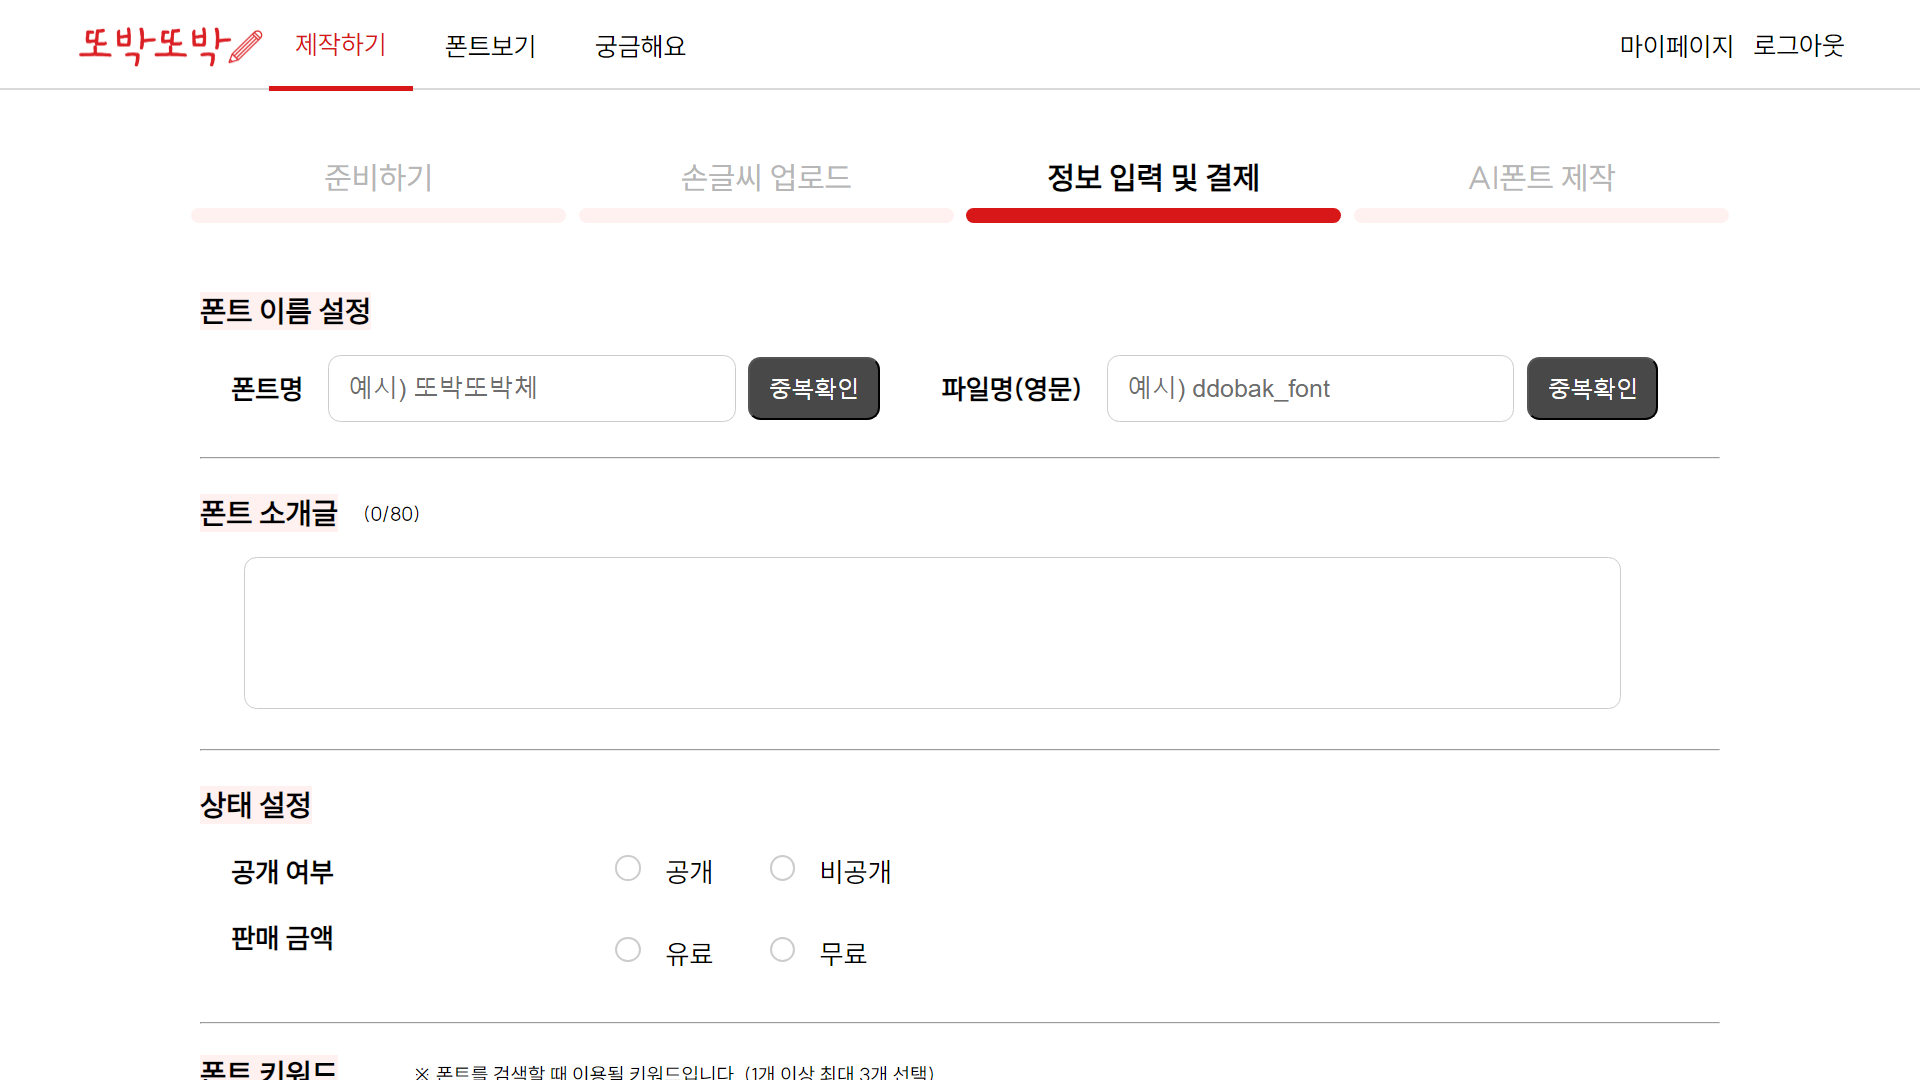 또박또박 제작하기 폰트보기 궁금해요 마이페이지 로그아웃
준비하기 손글씨 업로드 정보 입력 및 결제 AI폰트 제작
폰트 이름 설정
폰트명 예시) 또박또박체 중복확인 파일명(영문) 예시) ddobak_font 중복확인
폰트 소개글 (0/80)
상태 설정
공개 여부 공개 비공개
판매 금액 유료 무료
폰트 키워드 ※ 폰트를 검색할 때 이용될 키워드입니다. (1개 이상 최대 3개 선택)